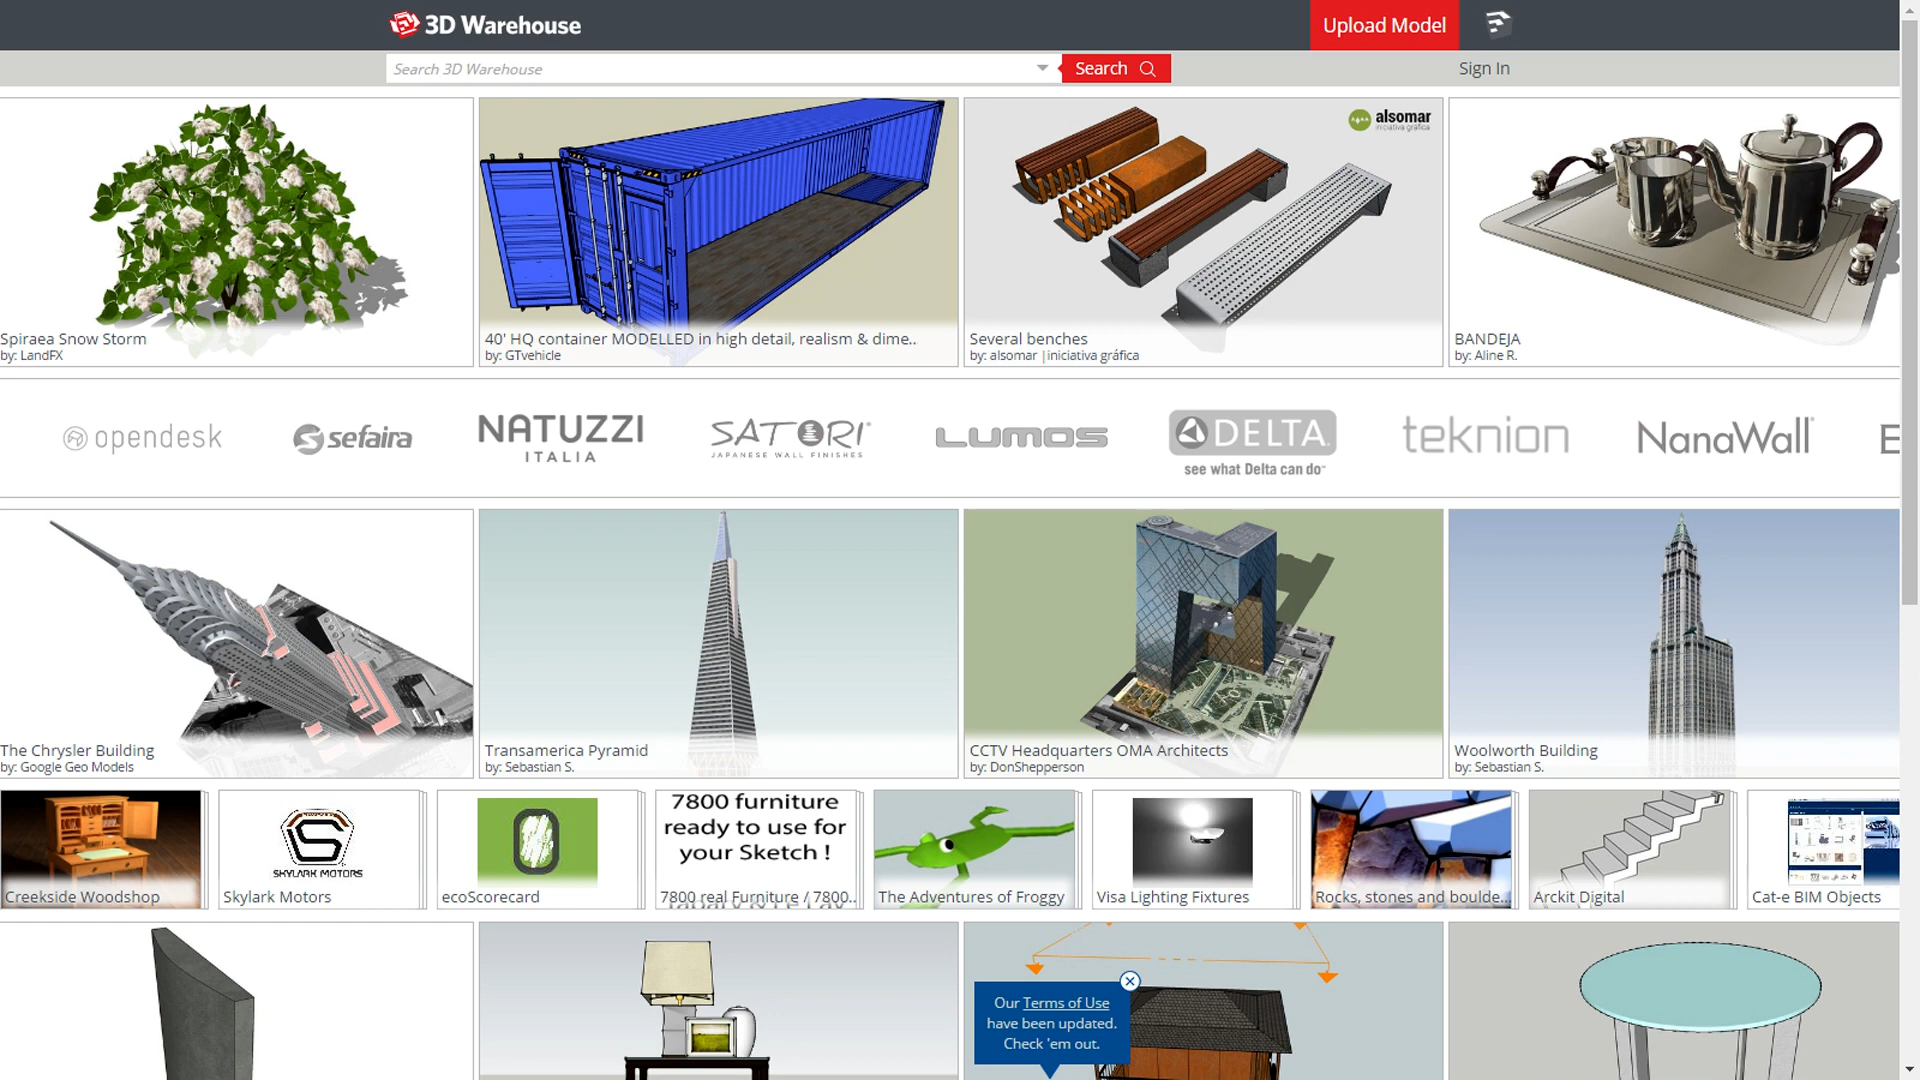 3D Warehouse
Upload Model
Search 3D Warehouse
Search
Sign In
alsomar
iniciativa gráfica
Spiraea Snow Storm
by: LandFX
40' HQ container MODELLED in high detail, realism & dime..
by: GTvehicle
Several benches
by: alsomar |iniciativa gráfica
BANDEJA
by: Aline R.
opendesk
sefaira
NATUZZI
ITALIA
SATORI
JAPANESE WALL FINISHES
LUMOS
DELTA
see what Delta can do
teknion
NanaWall
E
The Chrysler Building
by: Google Geo Models
Transamerica Pyramid
by: Sebastian S.
CCTV Headquarters OMA Architects
by: DonShepperson
Woolworth Building
by: Sebastian S.
Creekside Woodshop
SKYLARK MOTORS
Skylark Motors
ecoScorecard
7800 furniture
ready to use for
your Sketch !
7800 real Furniture / 7800..
The Adventures of Froggy
Visa Lighting Fixtures
Rocks, stones and boulde...
Arckit Digital
Cat-e BIM Objects
Our Terms of Use
have been updated.
Check 'em out.